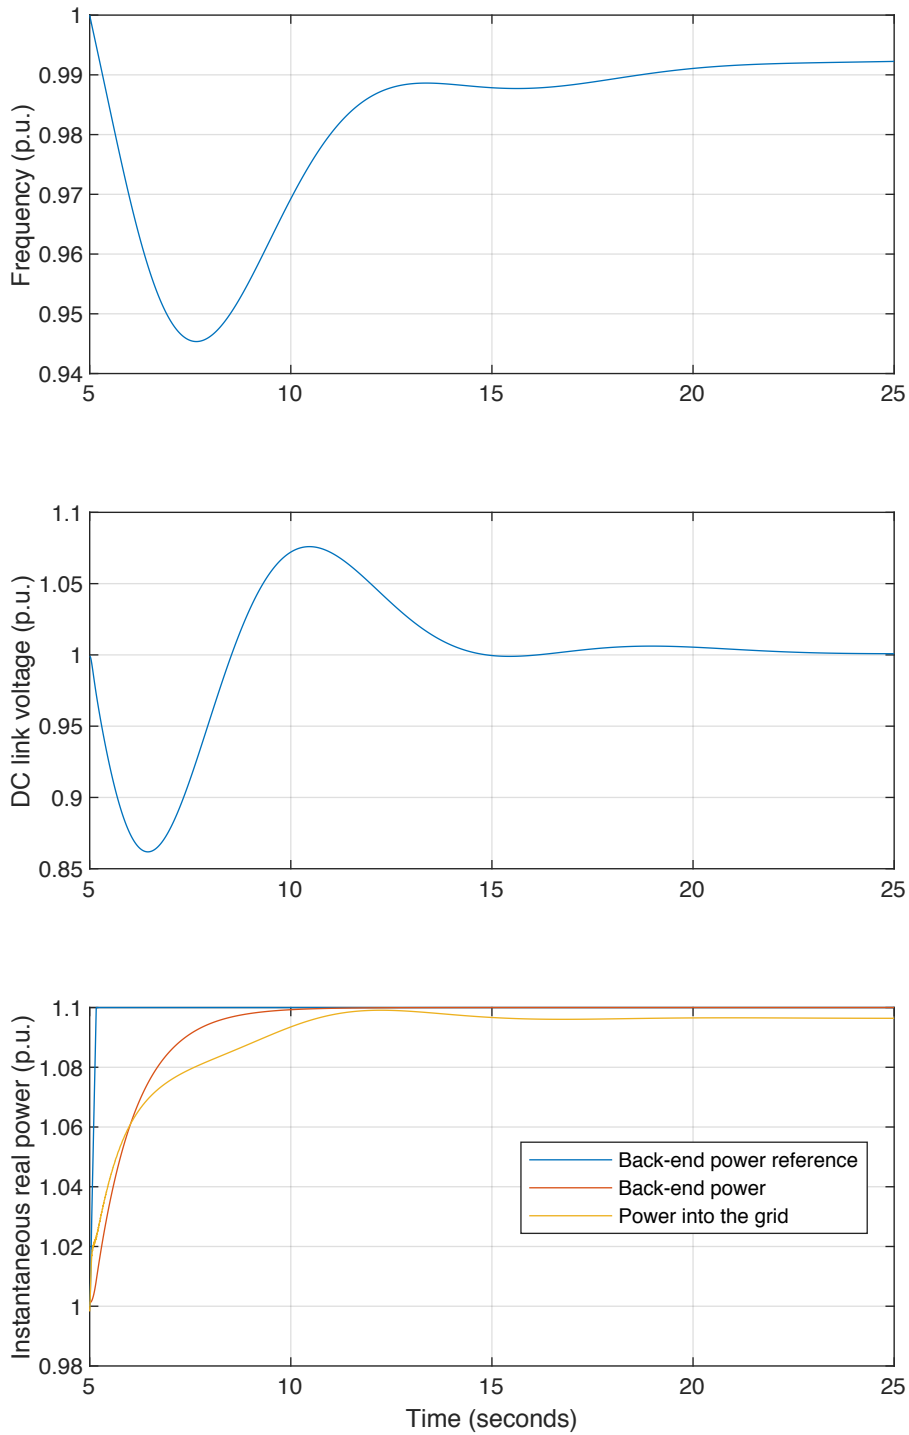 Frequency (p.u.)
1
0.99
0.98
0.97
0.96
0.95
0.94
5 10 15 20 25
DC link voltage (p.u.)
1.1
1.05
1
0.95
0.9
0.85
5 10 15 20 25
Instantaneous real power (p.u.)
1.1
1.08
1.06
1.04
1.02
1
0.98
Back-end power reference
Back-end power
Power into the grid
5 10 15 20 25
Time (seconds)